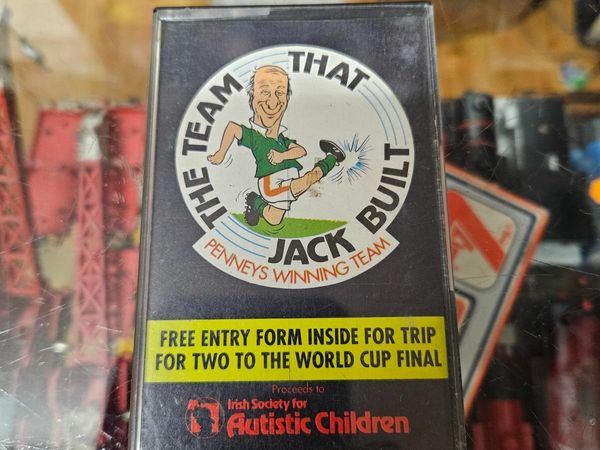 THE TEAM THAT
JACK BUILT
PENNEYS WINNING TEAM
FREE ENTRY FORM INSIDE FOR TRIP
FOR TWO TO THE WORLD CUP FINAL
Proceeds to
Irish Society for
Autistic Children